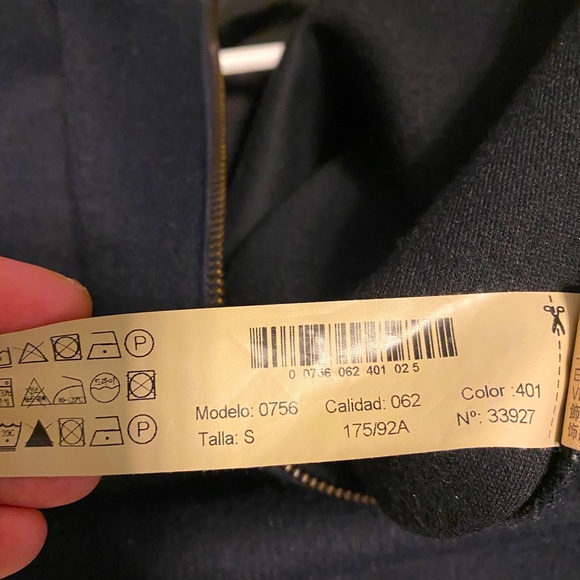 0 0756 062 401 02 5
Modelo: 0756 Calidad: 062 Color :401
Talla: S 175/92A Nº: 33927
P
P